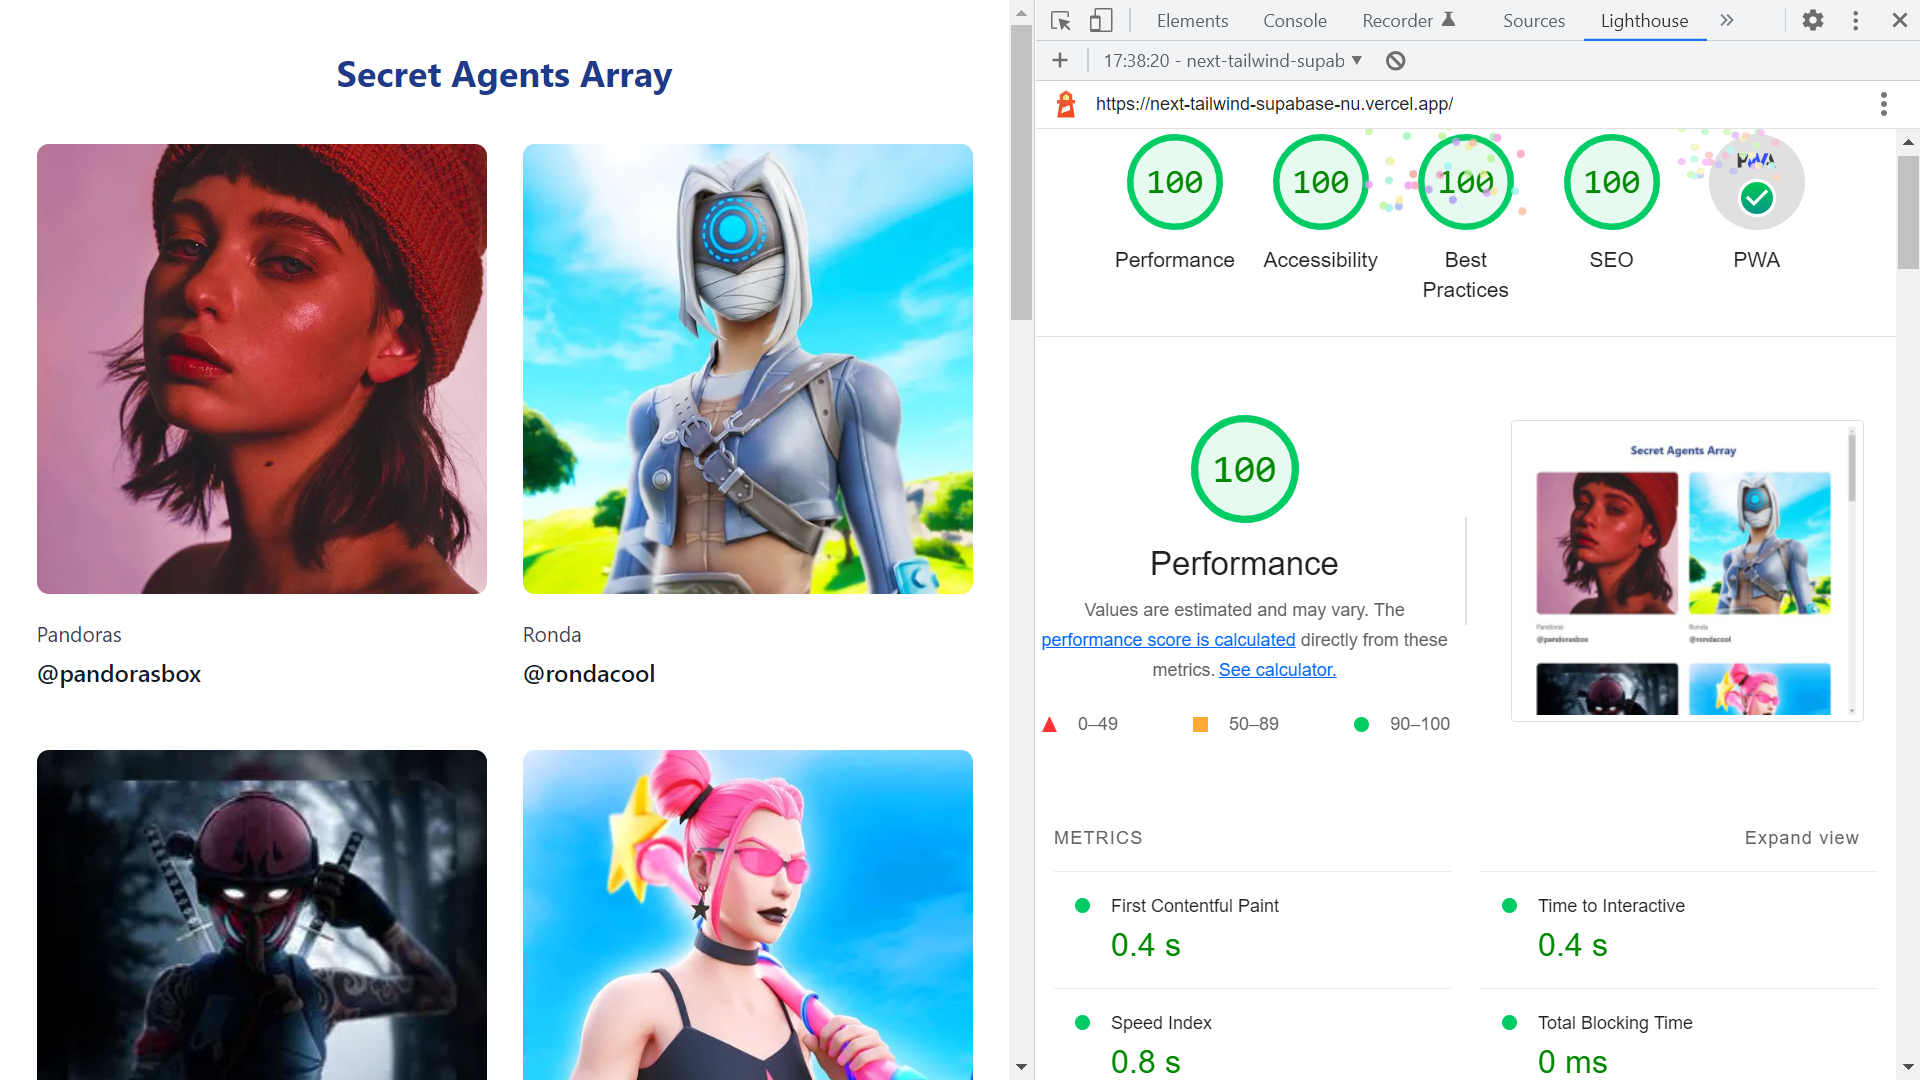 Secret Agents Array
Pandoras
@pandorasbox
Ronda
@rondacool
Elements
Console
Recorder
Sources
Lighthouse
17:38:20 - next-tailwind-supab
https://next-tailwind-supabase-nu.vercel.app/
100
100
100
100
PWA
Performance
Accessibility
Best
Practices
SEO
PWA
100
Performance
Values are estimated and may vary. The
performance score is calculated directly from these
metrics. See calculator.
0–49
50–89
90–100
Secret Agents Array
Pandoras
@pandorasbox
Ronda
@rondacool
METRICS
Expand view
First Contentful Paint
0.4 s
Time to Interactive
0.4 s
Speed Index
0.8 s
Total Blocking Time
0 ms